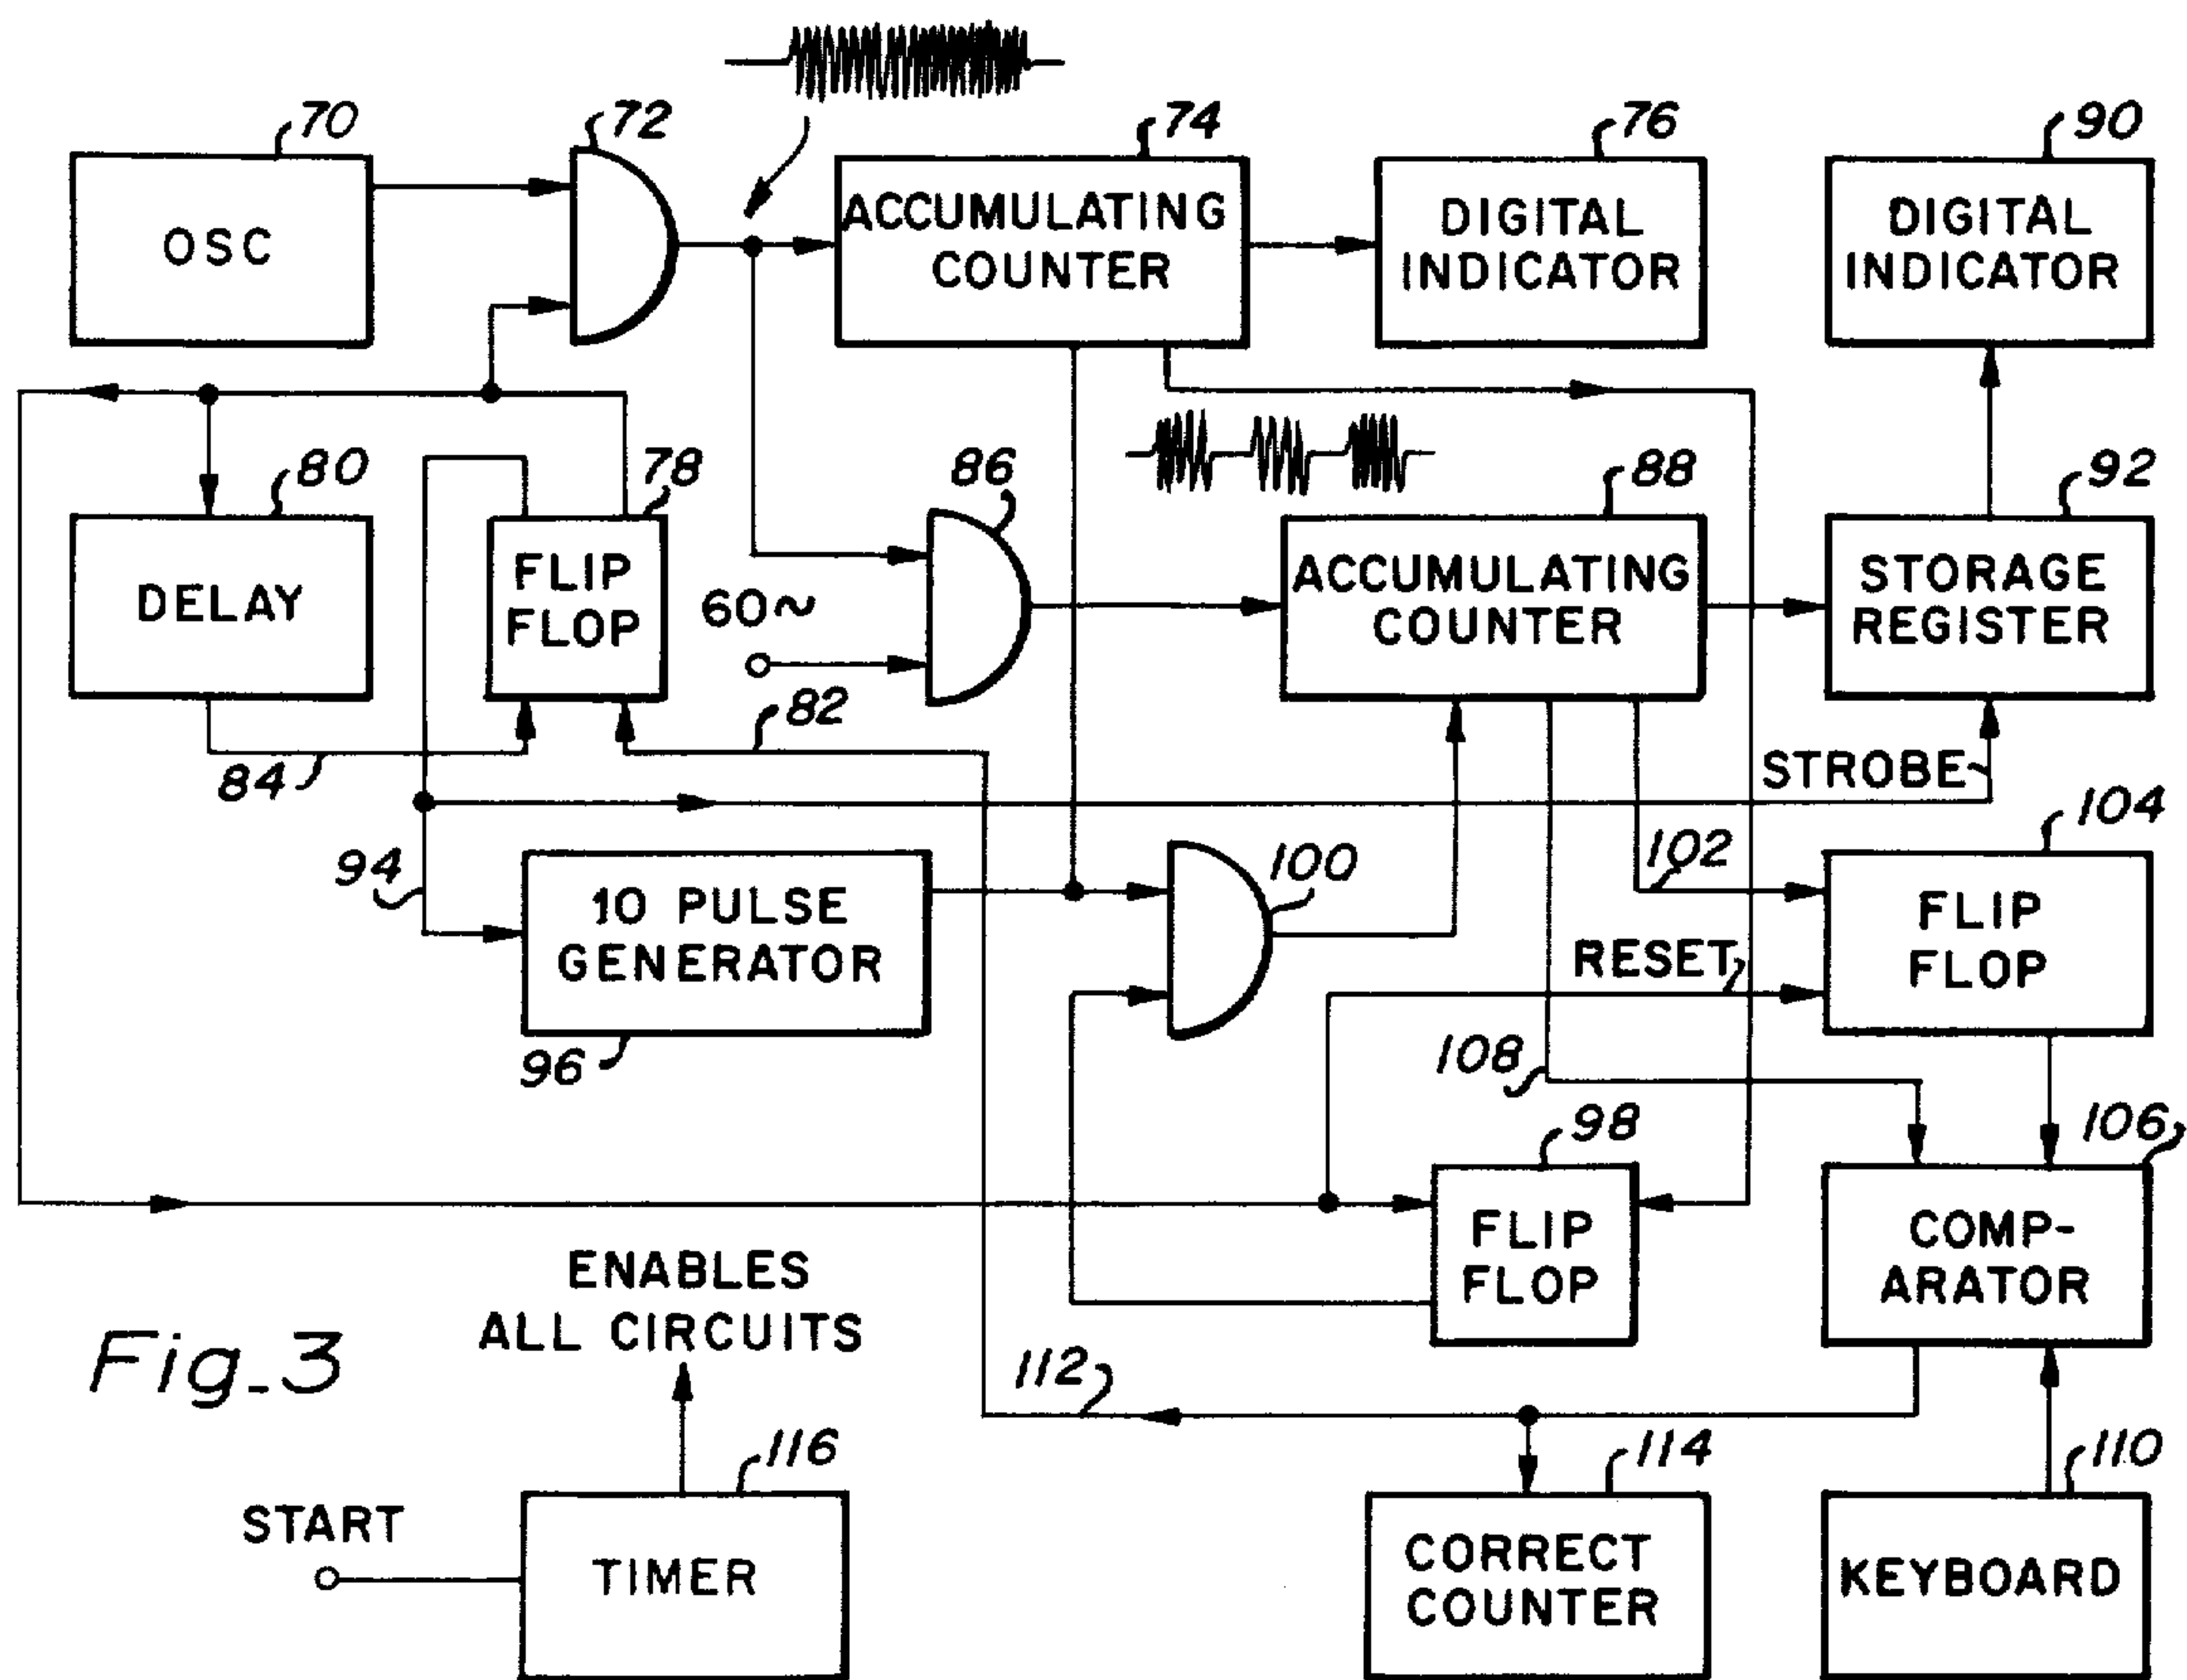 70
72
74
76
90
OSC
ACCUMULATING
COUNTER
DIGITAL
INDICATOR
DIGITAL
INDICATOR
80
78
86
88
92
DELAY
FLIP
FLOP
60~
ACCUMULATING
COUNTER
STORAGE
REGISTER
84
82
STROBE
94
10 PULSE
GENERATOR
96
100
102
104
FLIP
FLOP
RESET
108
98
106
FLIP
FLOP
COMP-
ARATOR
ENABLES
ALL CIRCUITS
Fig_3
112
116
114
110
START
TIMER
CORRECT
COUNTER
KEYBOARD